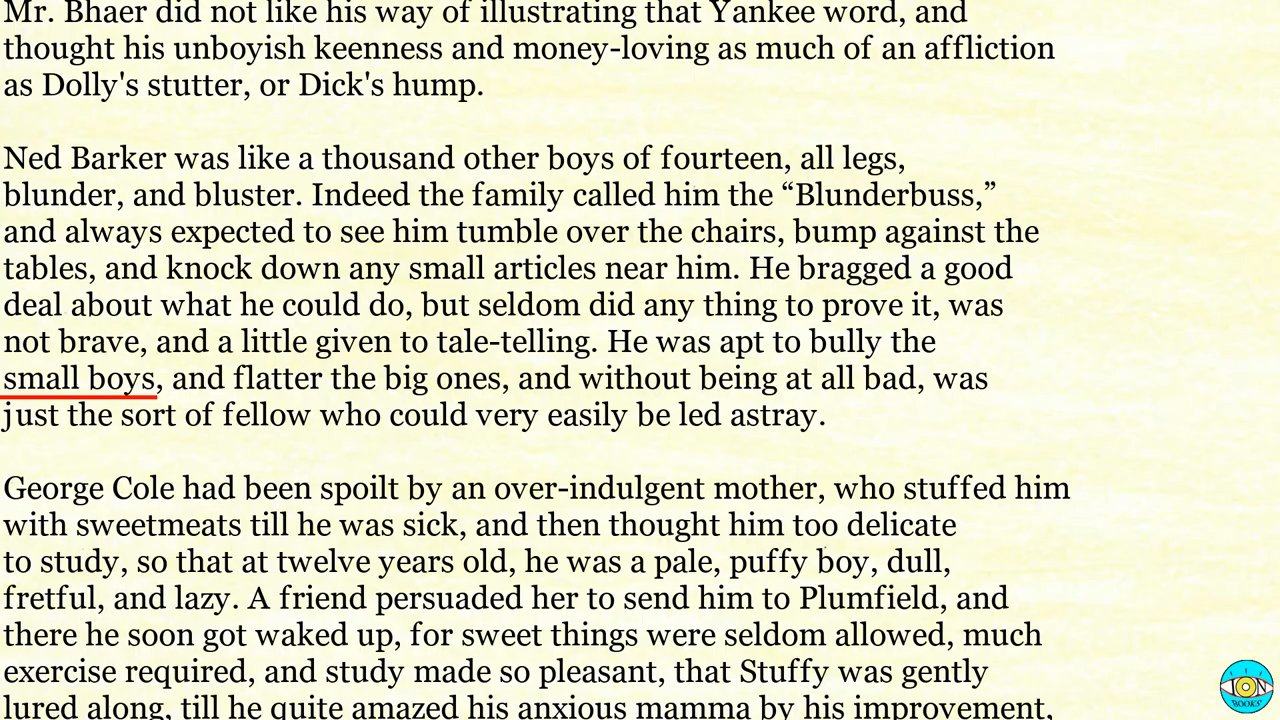 Mr. Bhaer did not like his way of illustrating that Yankee word, and
thought his unboyish keenness and money-loving as much of an affliction
as Dolly's stutter, or Dick's hump.
Ned Barker was like a thousand other boys of fourteen, all legs,
blunder, and bluster. Indeed the family called him the “Blunderbuss,”
and always expected to see him tumble over the chairs, bump against the
tables, and knock down any small articles near him. He bragged a good
deal about what he could do, but seldom did any thing to prove it, was
not brave, and a little given to tale-telling. He was apt to bully the
small boys, and flatter the big ones, and without being at all bad, was
just the sort of fellow who could very easily be led astray.
George Cole had been spoilt by an over-indulgent mother, who stuffed him
with sweetmeats till he was sick, and then thought him too delicate
to study, so that at twelve years old, he was a pale, puffy boy, dull,
fretful, and lazy. A friend persuaded her to send him to Plumfield, and
there he soon got waked up, for sweet things were seldom allowed, much
exercise required, and study made so pleasant, that Stuffy was gently
lured along, till he quite amazed his anxious mamma by his improvement,
I
ION
BOOKS